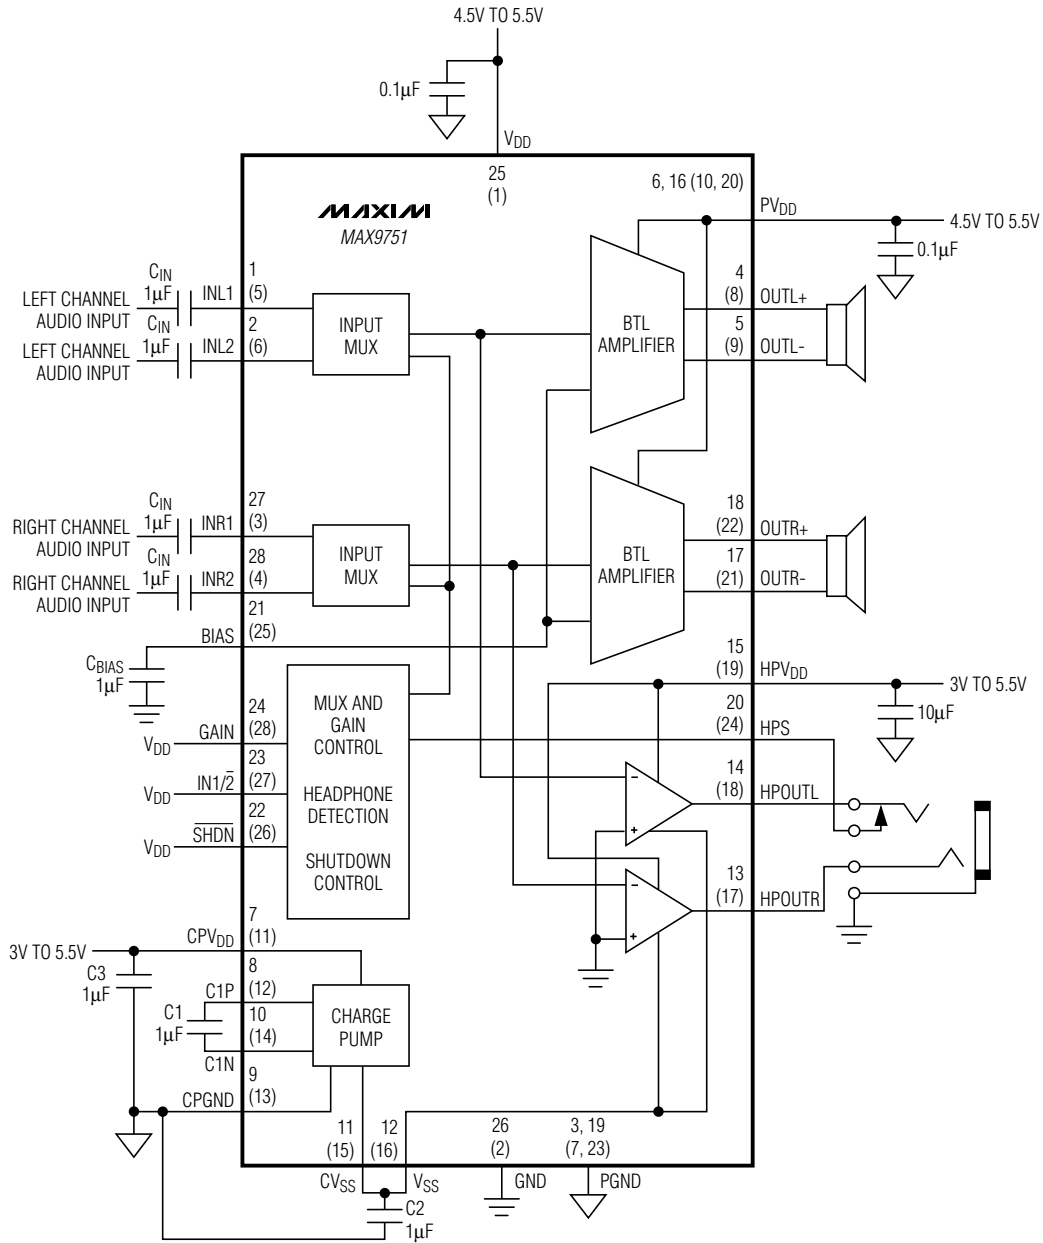 4.5V TO 5.5V
0.1μF
VDD
25
(1)
6, 16 (10, 20)
MAXIM
MAX9751
PVDD
4.5V TO 5.5V
0.1μF
CIN
1μF
LEFT CHANNEL
AUDIO INPUT
INL1
1
(5)
CIN
1μF
LEFT CHANNEL
AUDIO INPUT
INL2
2
(6)
INPUT
MUX
BTL
AMPLIFIER
4
(8)
OUTL+
5
(9)
OUTL-
CIN
1μF
RIGHT CHANNEL
AUDIO INPUT
INR1
27
(3)
CIN
1μF
RIGHT CHANNEL
AUDIO INPUT
INR2
28
(4)
INPUT
MUX
BTL
AMPLIFIER
18
(22)
OUTR+
17
(21)
OUTR-
21
(25)
BIAS
CBIAS
1μF
15
(19)
HPVDD
3V TO 5.5V
10μF
MUX AND
GAIN
CONTROL
HEADPHONE
DETECTION
SHUTDOWN
CONTROL
24
(28)
GAIN
VDD
23
(27)
IN1/2̅
VDD
22
(26)
S̅H̅D̅N̅
VDD
20
(24)
HPS
14
(18)
HPOUTL
13
(17)
HPOUTR
-
+
-
+
7
(11)
CPVDD
3V TO 5.5V
C3
1μF
8
(12)
C1P
C1
1μF
10
(14)
C1N
CHARGE
PUMP
9
(13)
CPGND
11
(15)
CVSS
12
(16)
VSS
C2
1μF
26
(2)
GND
3, 19
(7, 23)
PGND